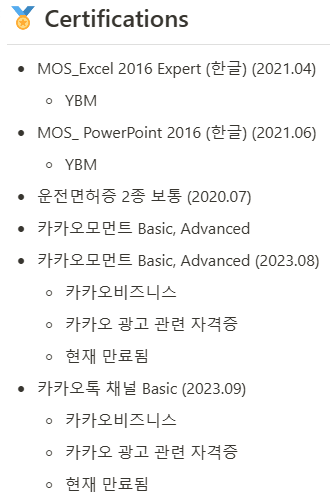 Certifications
MOS_Excel 2016 Expert (한글) (2021.04)
YBM
MOS_ PowerPoint 2016 (한글) (2021.06)
YBM
운전면허증 2종 보통 (2020.07)
카카오모먼트 Basic, Advanced
카카오모먼트 Basic, Advanced (2023.08)
카카오비즈니스
카카오 광고 관련 자격증
현재 만료됨
카카오톡 채널 Basic (2023.09)
카카오비즈니스
카카오 광고 관련 자격증
현재 만료됨